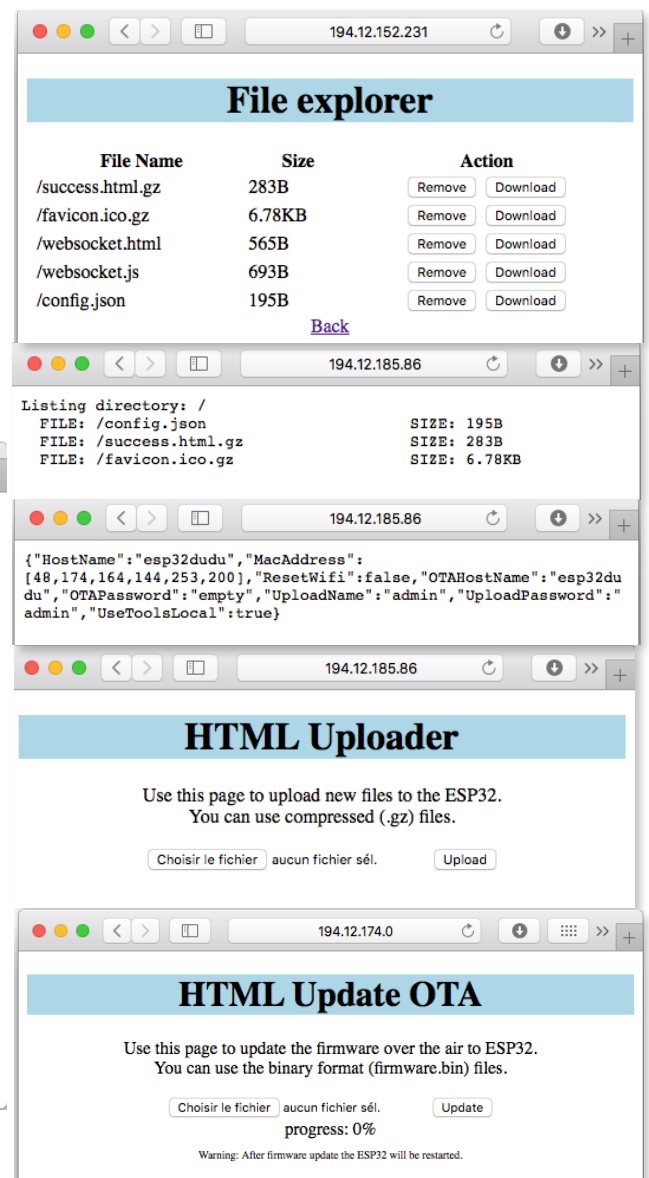 194.12.152.231
File explorer
File Name Size Action
/success.html.gz 283B Remove Download
/favicon.ico.gz 6.78KB Remove Download
/websocket.html 565B Remove Download
/websocket.js 693B Remove Download
/config.json 195B Remove Download
Back
194.12.185.86
Listing directory: /
FILE: /config.json SIZE: 195B
FILE: /success.html.gz SIZE: 283B
FILE: /favicon.ico.gz SIZE: 6.78KB
194.12.185.86
{"HostName":"esp32dudu","MacAddress":
[48,174,164,144,253,200],"ResetWifi":false,"OTAHostName":"esp32du
du","OTAPassword":"empty","UploadName":"admin","UploadPassword":"
admin","UseToolsLocal":true}
194.12.185.86
HTML Uploader
Use this page to upload new files to the ESP32.
You can use compressed (.gz) files.
Choisir le fichier aucun fichier sél. Upload
194.12.174.0
HTML Update OTA
Use this page to update the firmware over the air to ESP32.
You can use the binary format (firmware.bin) files.
Choisir le fichier aucun fichier sél. Update
progress: 0%
Warning: After firmware update the ESP32 will be restarted.